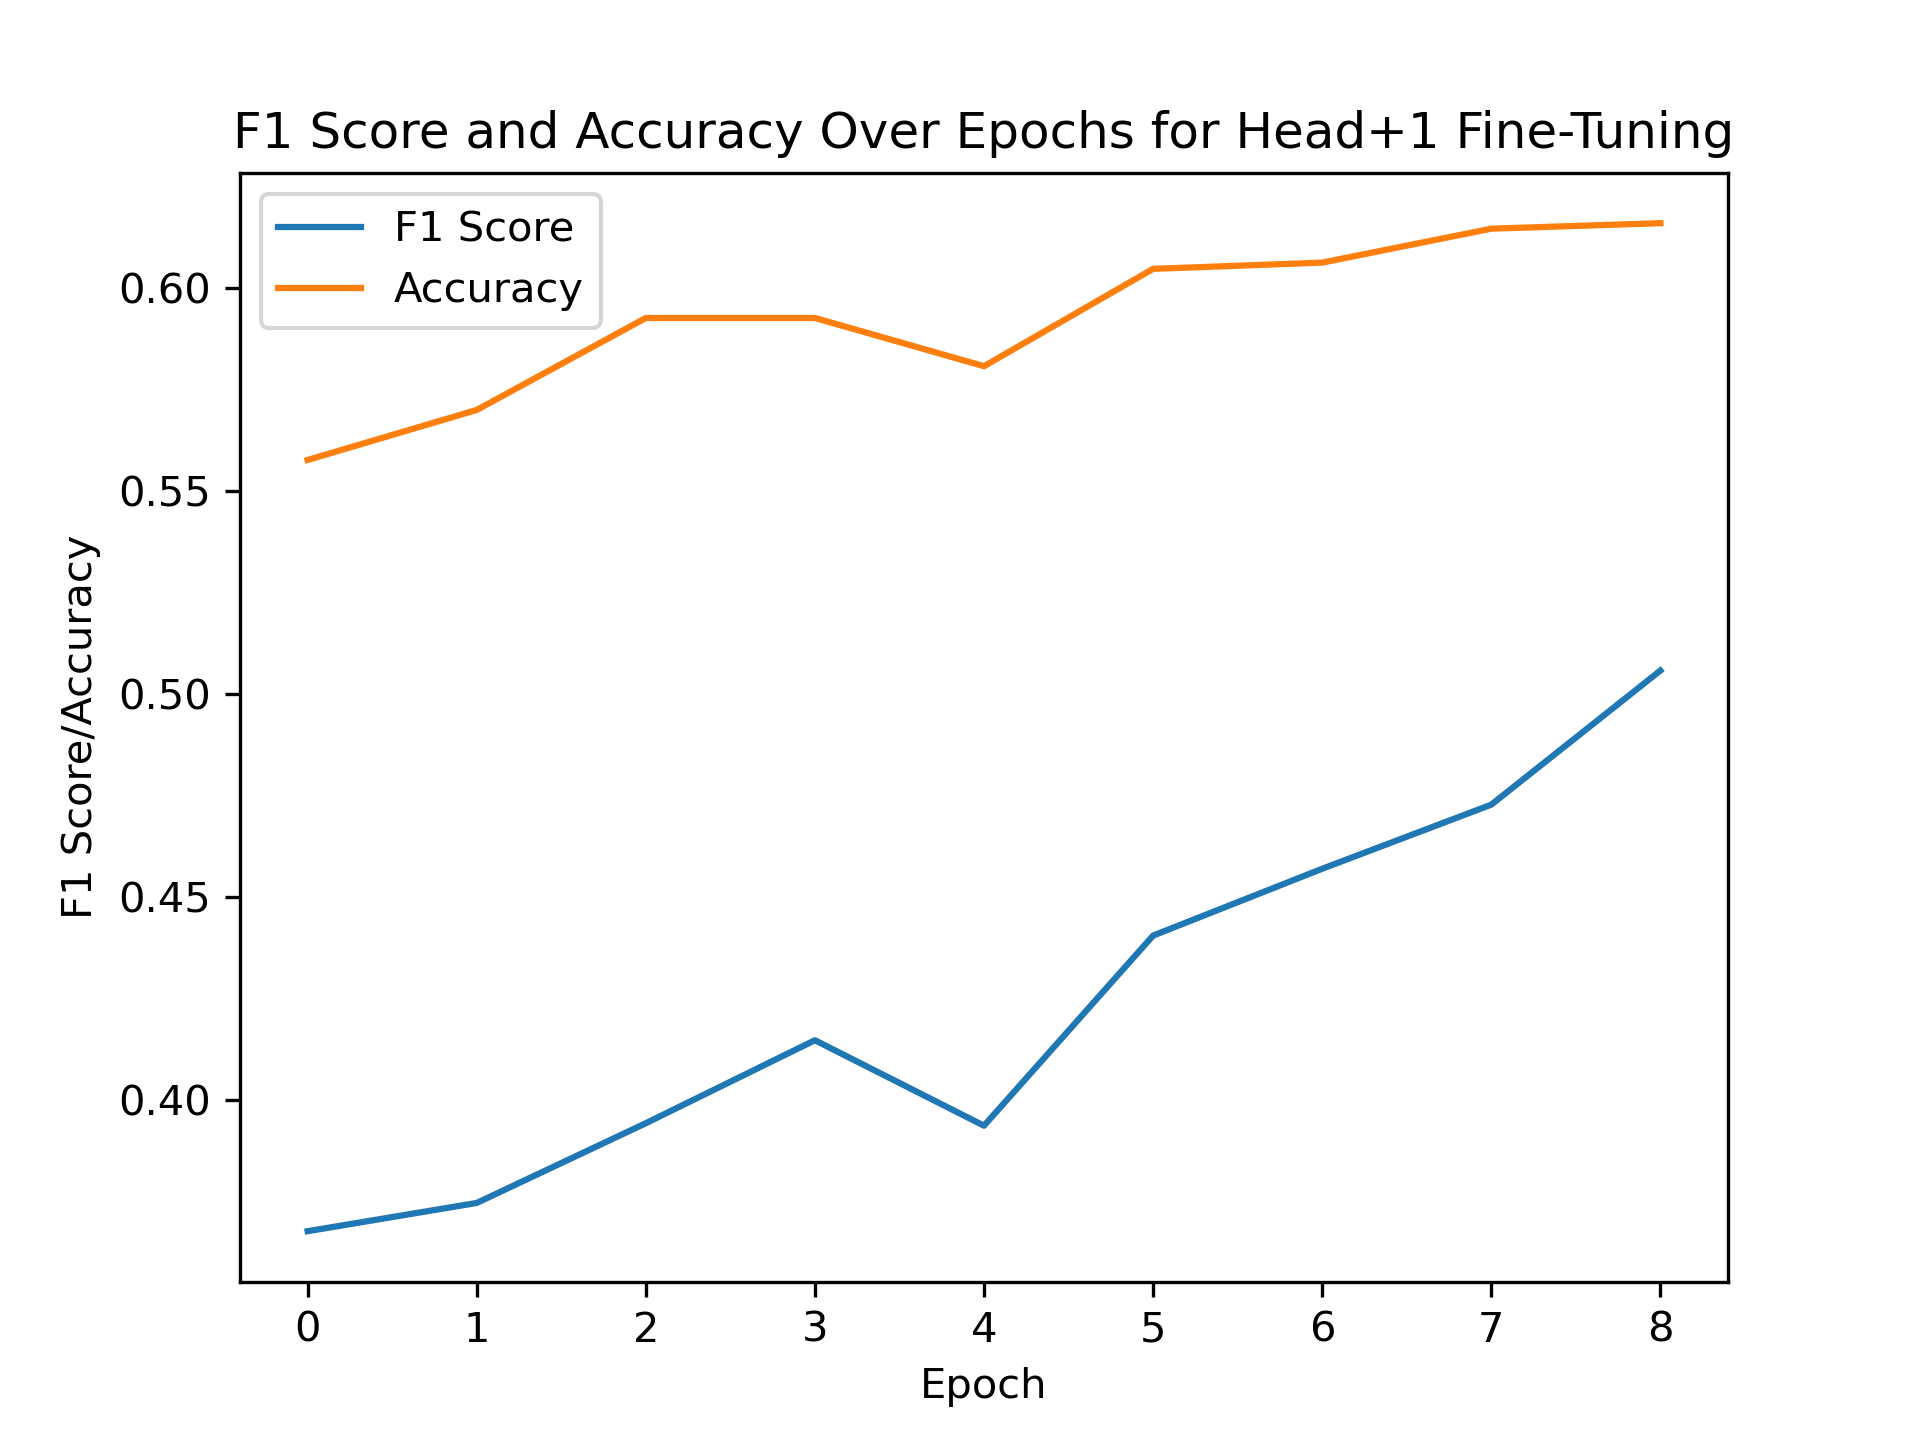 F1 Score and Accuracy Over Epochs for Head+1 Fine-Tuning
F1 Score
Accuracy
F1 Score/Accuracy
0.60
0.55
0.50
0.45
0.40
0 1 2 3 4 5 6 7 8
Epoch